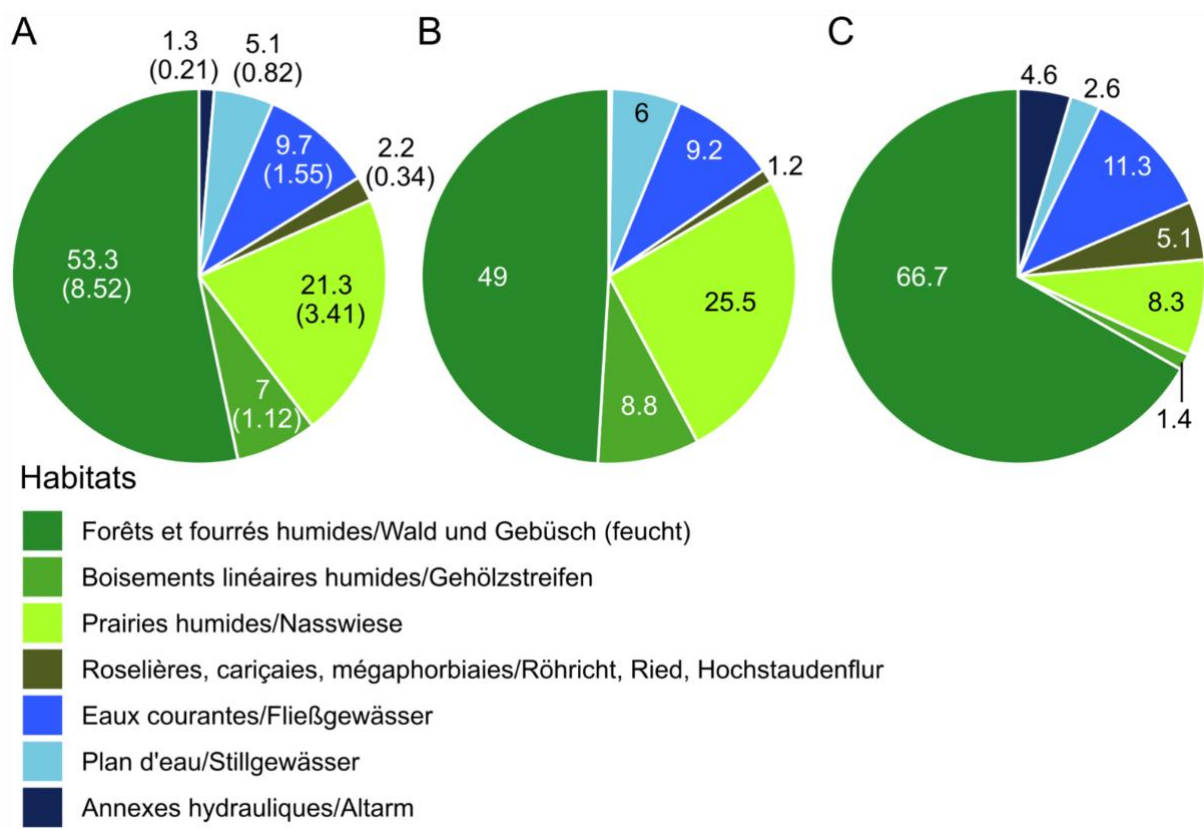 A
1.3
(0.21)
5.1
(0.82)
9.7
(1.55)
2.2
(0.34)
53.3
(8.52)
21.3
(3.41)
7
(1.12)
B
6
9.2
1.2
49
25.5
8.8
C
4.6
2.6
11.3
5.1
66.7
8.3
1.4
Habitats
Forêts et fourrés humides/Wald und Gebüsch (feucht)
Boisements linéaires humides/Gehölzstreifen
Prairies humides/Nasswiese
Roselières, cariçaies, mégaphorbiaies/Röhricht, Ried, Hochstaudenflur
Eaux courantes/Fließgewässer
Plan d'eau/Stillgewässer
Annexes hydrauliques/Altarm